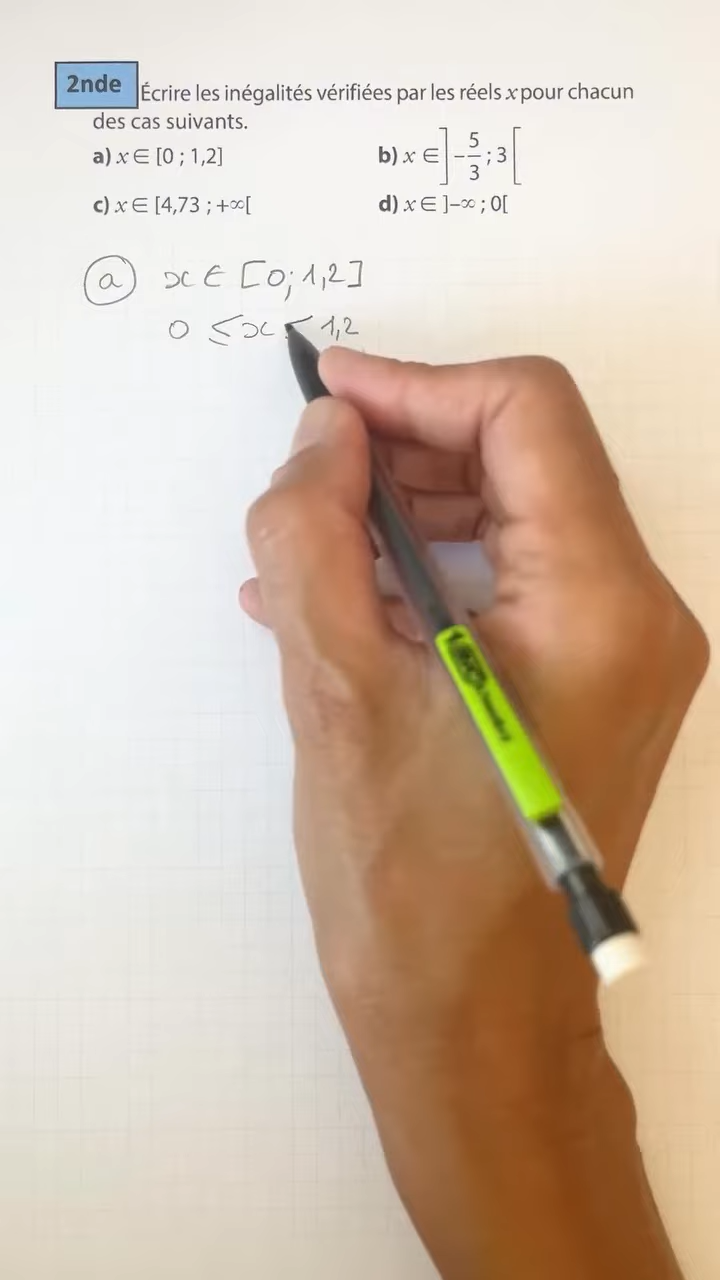 2nde Écrire les inégalités vérifiées par les réels x pour chacun
des cas suivants.
a) x ∈ [0 ; 1,2] b) x ∈ ]−5/3 ; 3[
c) x ∈ [4,73 ; +∞[ d) x ∈ ]−∞ ; 0[
a x ∈ [0; 1,2]
0 ≤ x < 1,2